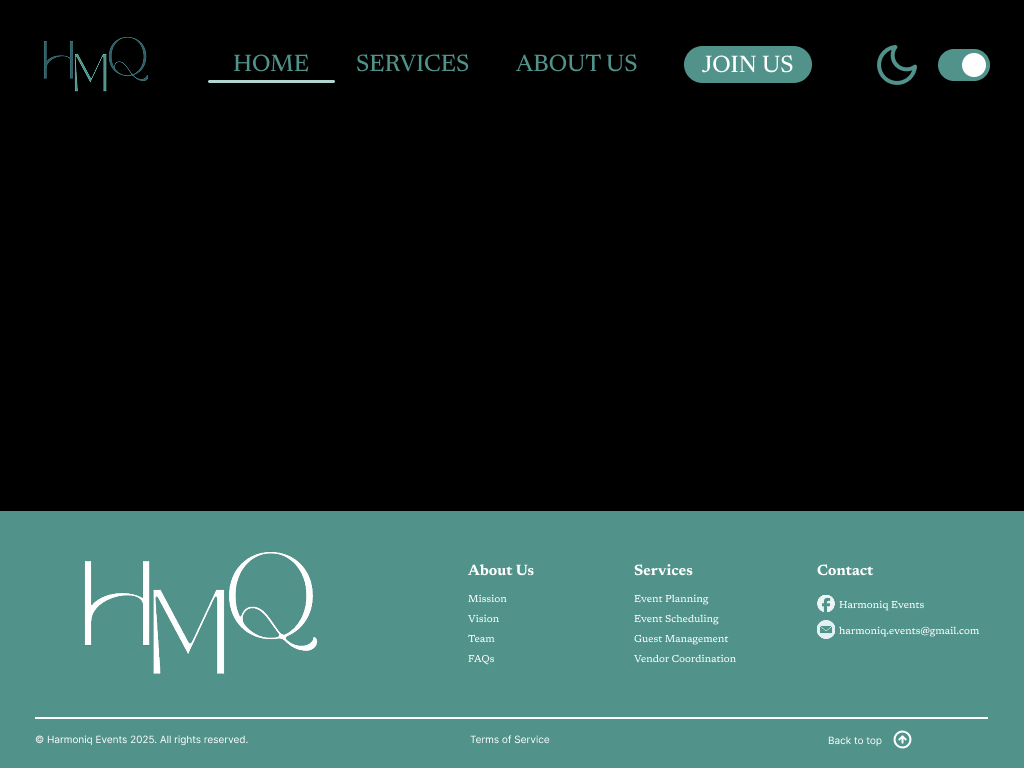 HMQ
HOME SERVICES ABOUT US JOIN US
HMQ
About Us
Mission
Vision
Team
FAQs
Services
Event Planning
Event Scheduling
Guest Management
Vendor Coordination
Contact
Harmoniq Events
harmoniq.events@gmail.com
© Harmoniq Events 2025. All rights reserved.
Terms of Service
Back to top